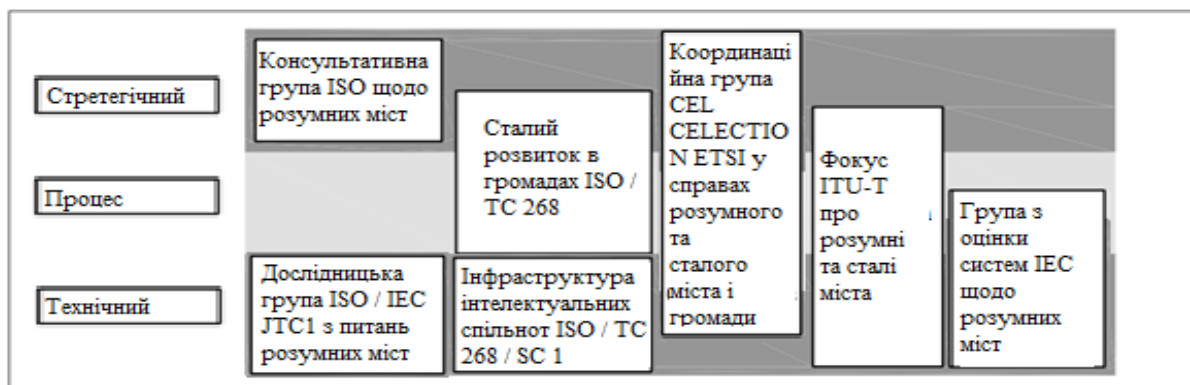 Стретегічний
Процес
Технічний
Консультативна
група ISO щодо
розумних міст
Дослідницька
група ISO / IEC
JTC1 з питань
розумних міст
Сталий
розвиток в
громадах ISO /
TC 268
Інфраструктура
інтелектуальних
спільнот ISO / TC
268 / SC 1
Координаці
йна група
CEL
CELECTIO
N ETSI у
справах
розумного
та
сталого
міста і
громади
Фокус
ITU-T
про
розумні
та сталі
міста
Група з
оцінки
систем IEC
щодо
розумних
міст